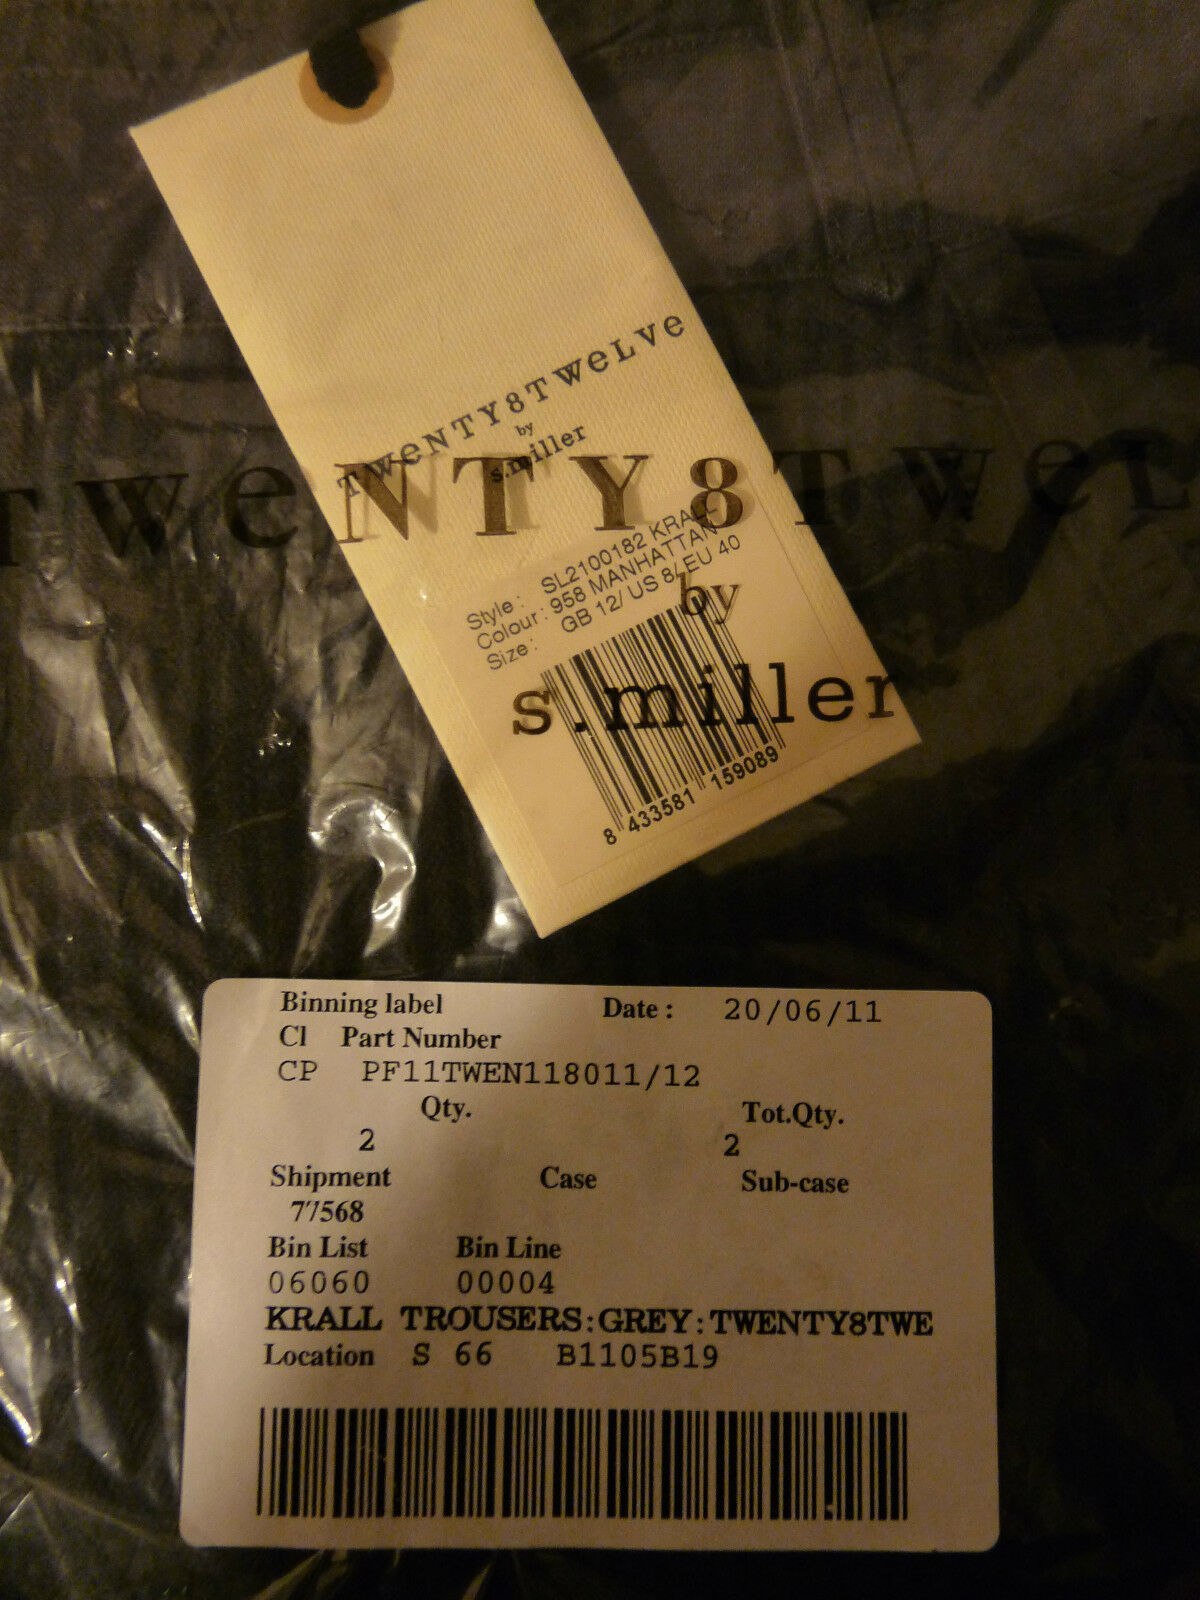 TWENTY8TWELVE
by
s.miller
TWENTY8TWEL
by
s.miller
Style : SL2100182 KRALL
Colour : 958 MANHATTAN
Size : GB 12/ US 8/ EU 40
8 433581 159089
Binning label Date : 20/06/11
Cl Part Number
CP PF11TWEN118011/12
Qty. Tot.Qty.
2 2
Shipment Case Sub-case
77568
Bin List Bin Line
06060 00004
KRALL TROUSERS:GREY:TWENTY8TWE
Location S 66 B1105B19